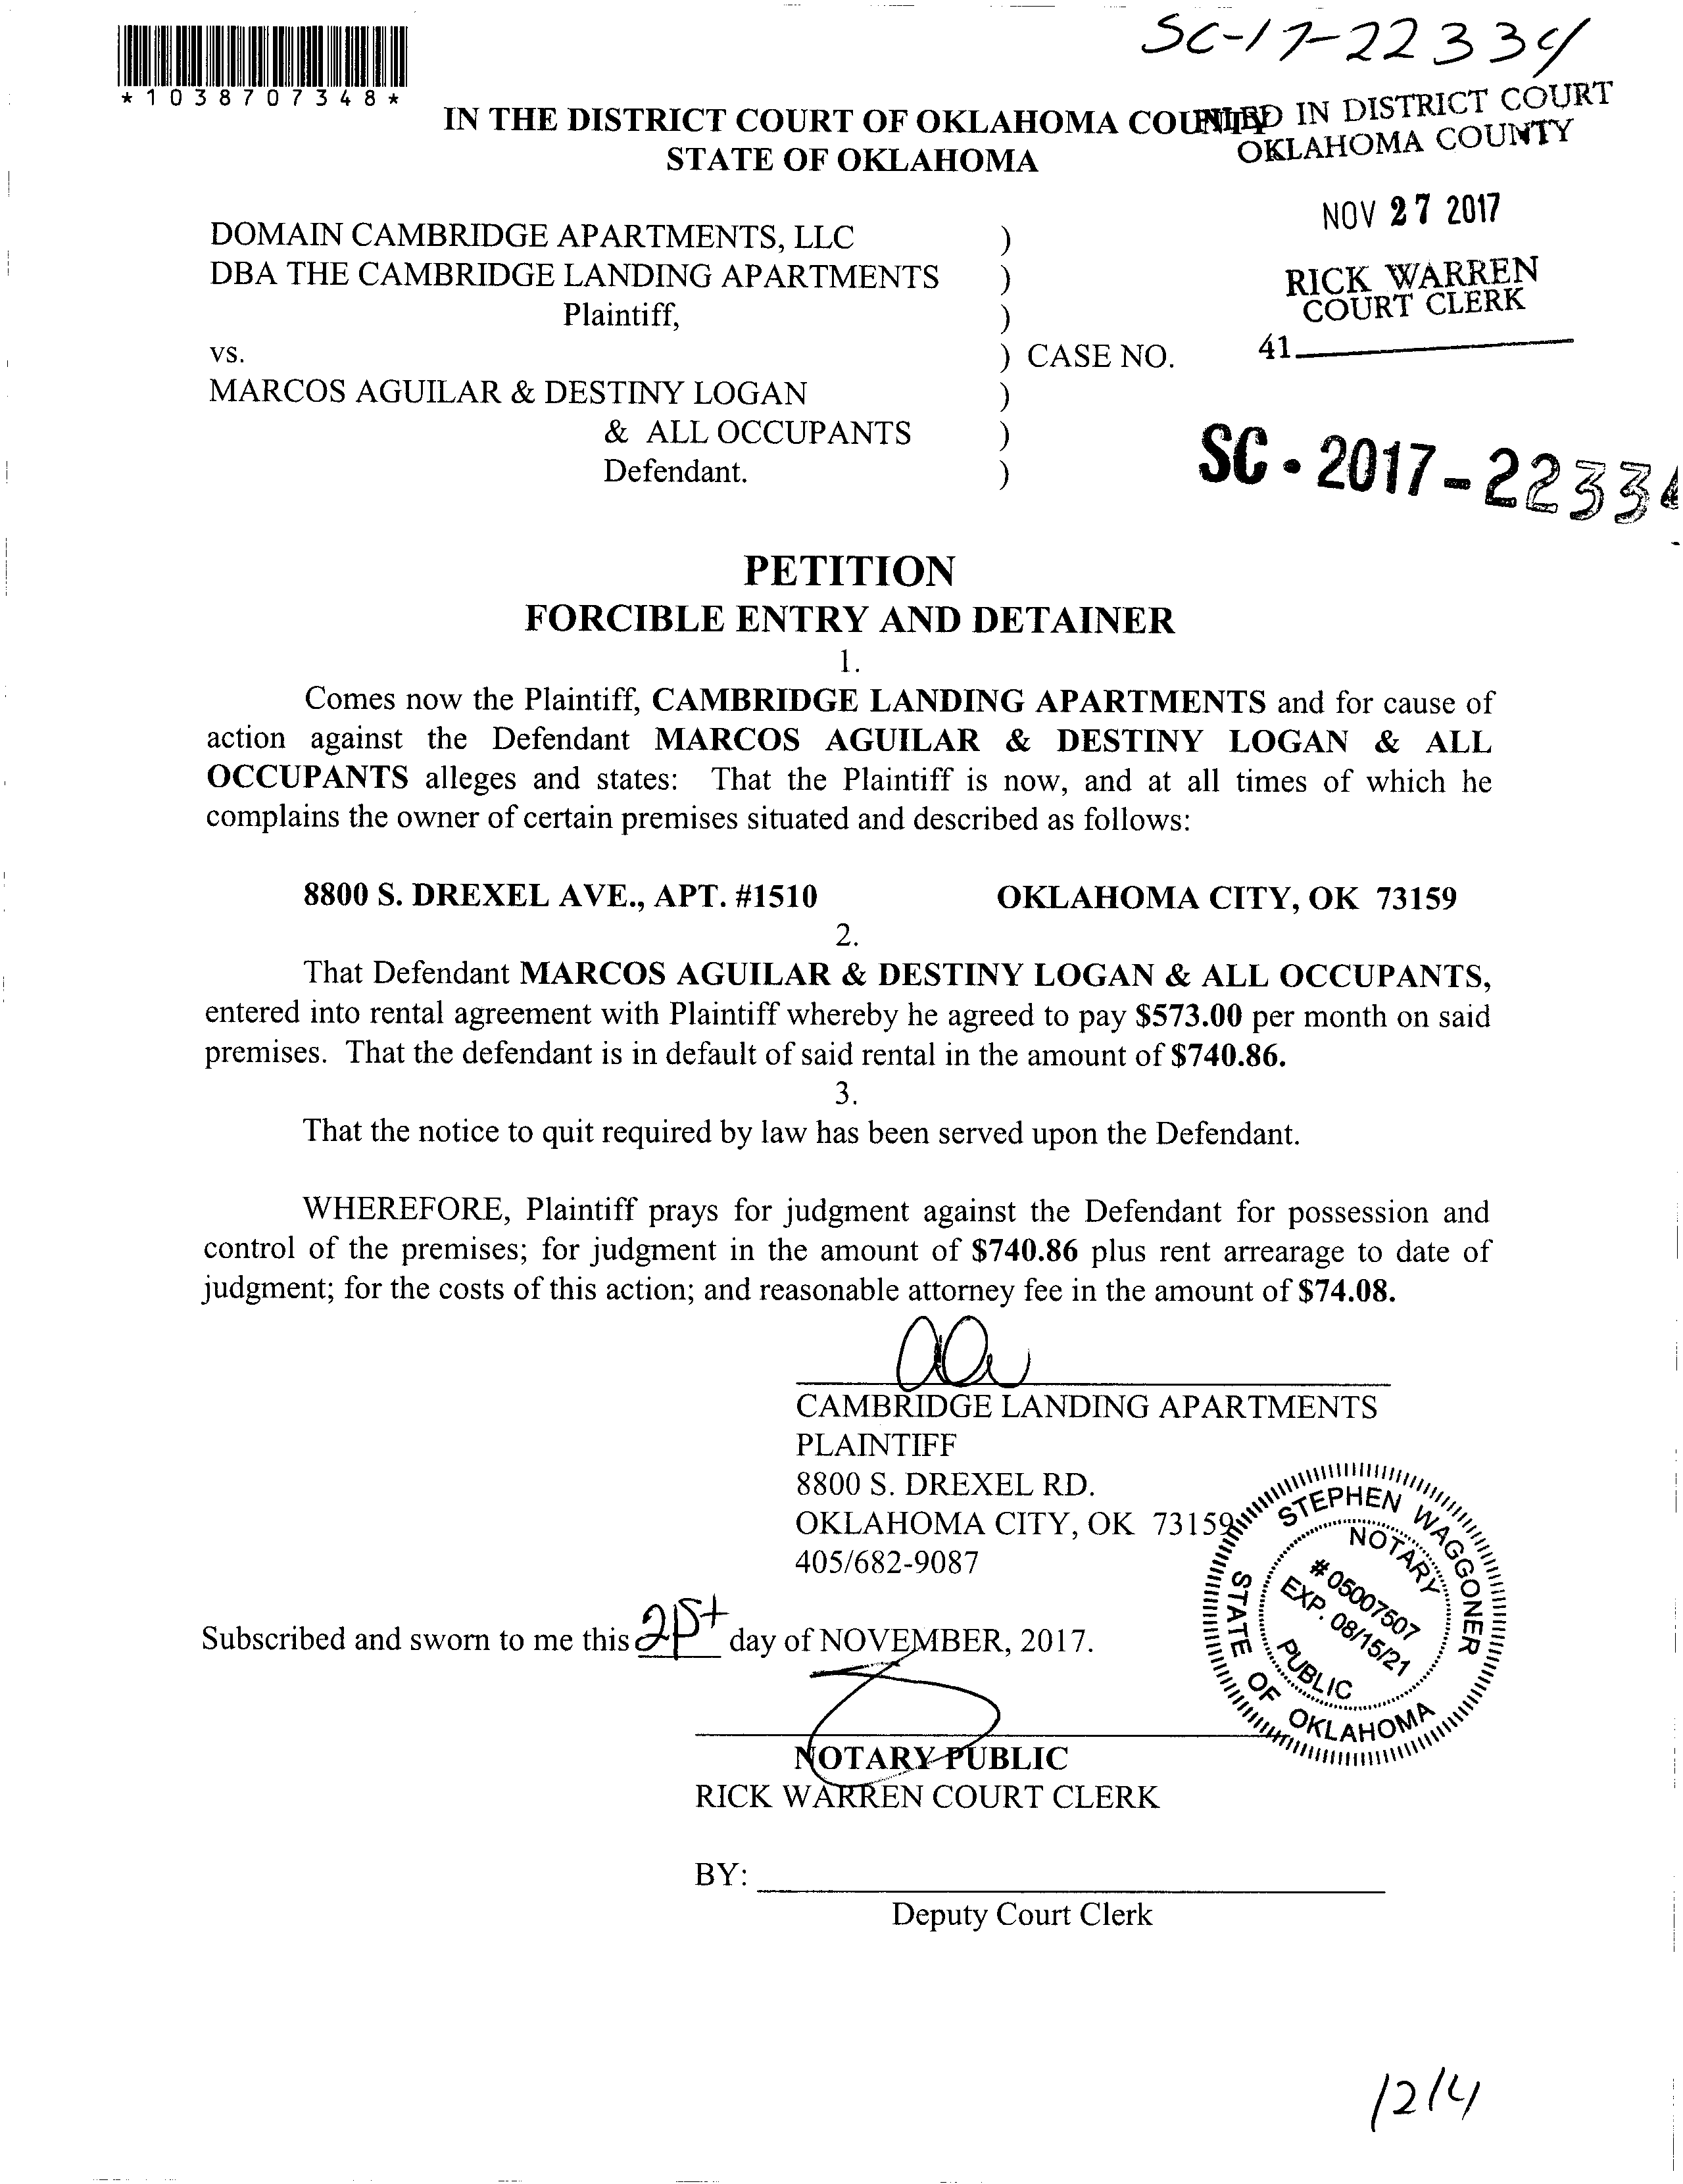 SC-17-22334
*1038707348*
IN THE DISTRICT COURT OF OKLAHOMA COUNTY
STATE OF OKLAHOMA
FILED IN DISTRICT COURT
OKLAHOMA COUNTY
NOV 27 2017
RICK WARREN
COURT CLERK
41
DOMAIN CAMBRIDGE APARTMENTS, LLC )
DBA THE CAMBRIDGE LANDING APARTMENTS )
Plaintiff, )
vs. ) CASE NO.
MARCOS AGUILAR & DESTINY LOGAN )
& ALL OCCUPANTS )
Defendant. )
SC - 2017 - 22334
PETITION
FORCIBLE ENTRY AND DETAINER
1.
Comes now the Plaintiff, CAMBRIDGE LANDING APARTMENTS and for cause of
action against the Defendant MARCOS AGUILAR & DESTINY LOGAN & ALL
OCCUPANTS alleges and states: That the Plaintiff is now, and at all times of which he
complains the owner of certain premises situated and described as follows:
8800 S. DREXEL AVE., APT. #1510 OKLAHOMA CITY, OK 73159
2.
That Defendant MARCOS AGUILAR & DESTINY LOGAN & ALL OCCUPANTS,
entered into rental agreement with Plaintiff whereby he agreed to pay $573.00 per month on said
premises. That the defendant is in default of said rental in the amount of $740.86.
3.
That the notice to quit required by law has been served upon the Defendant.
WHEREFORE, Plaintiff prays for judgment against the Defendant for possession and
control of the premises; for judgment in the amount of $740.86 plus rent arrearage to date of
judgment; for the costs of this action; and reasonable attorney fee in the amount of $74.08.
CAMBRIDGE LANDING APARTMENTS
PLAINTIFF
8800 S. DREXEL RD.
OKLAHOMA CITY, OK 73159
405/682-9087
STEPHEN WAGGONER
NOTARY
# 05007507
EXP. 08/15/21
PUBLIC
STATE OF OKLAHOMA
Subscribed and sworn to me this 21st day of NOVEMBER, 2017.
NOTARY PUBLIC
RICK WARREN COURT CLERK
BY:
Deputy Court Clerk
12/4